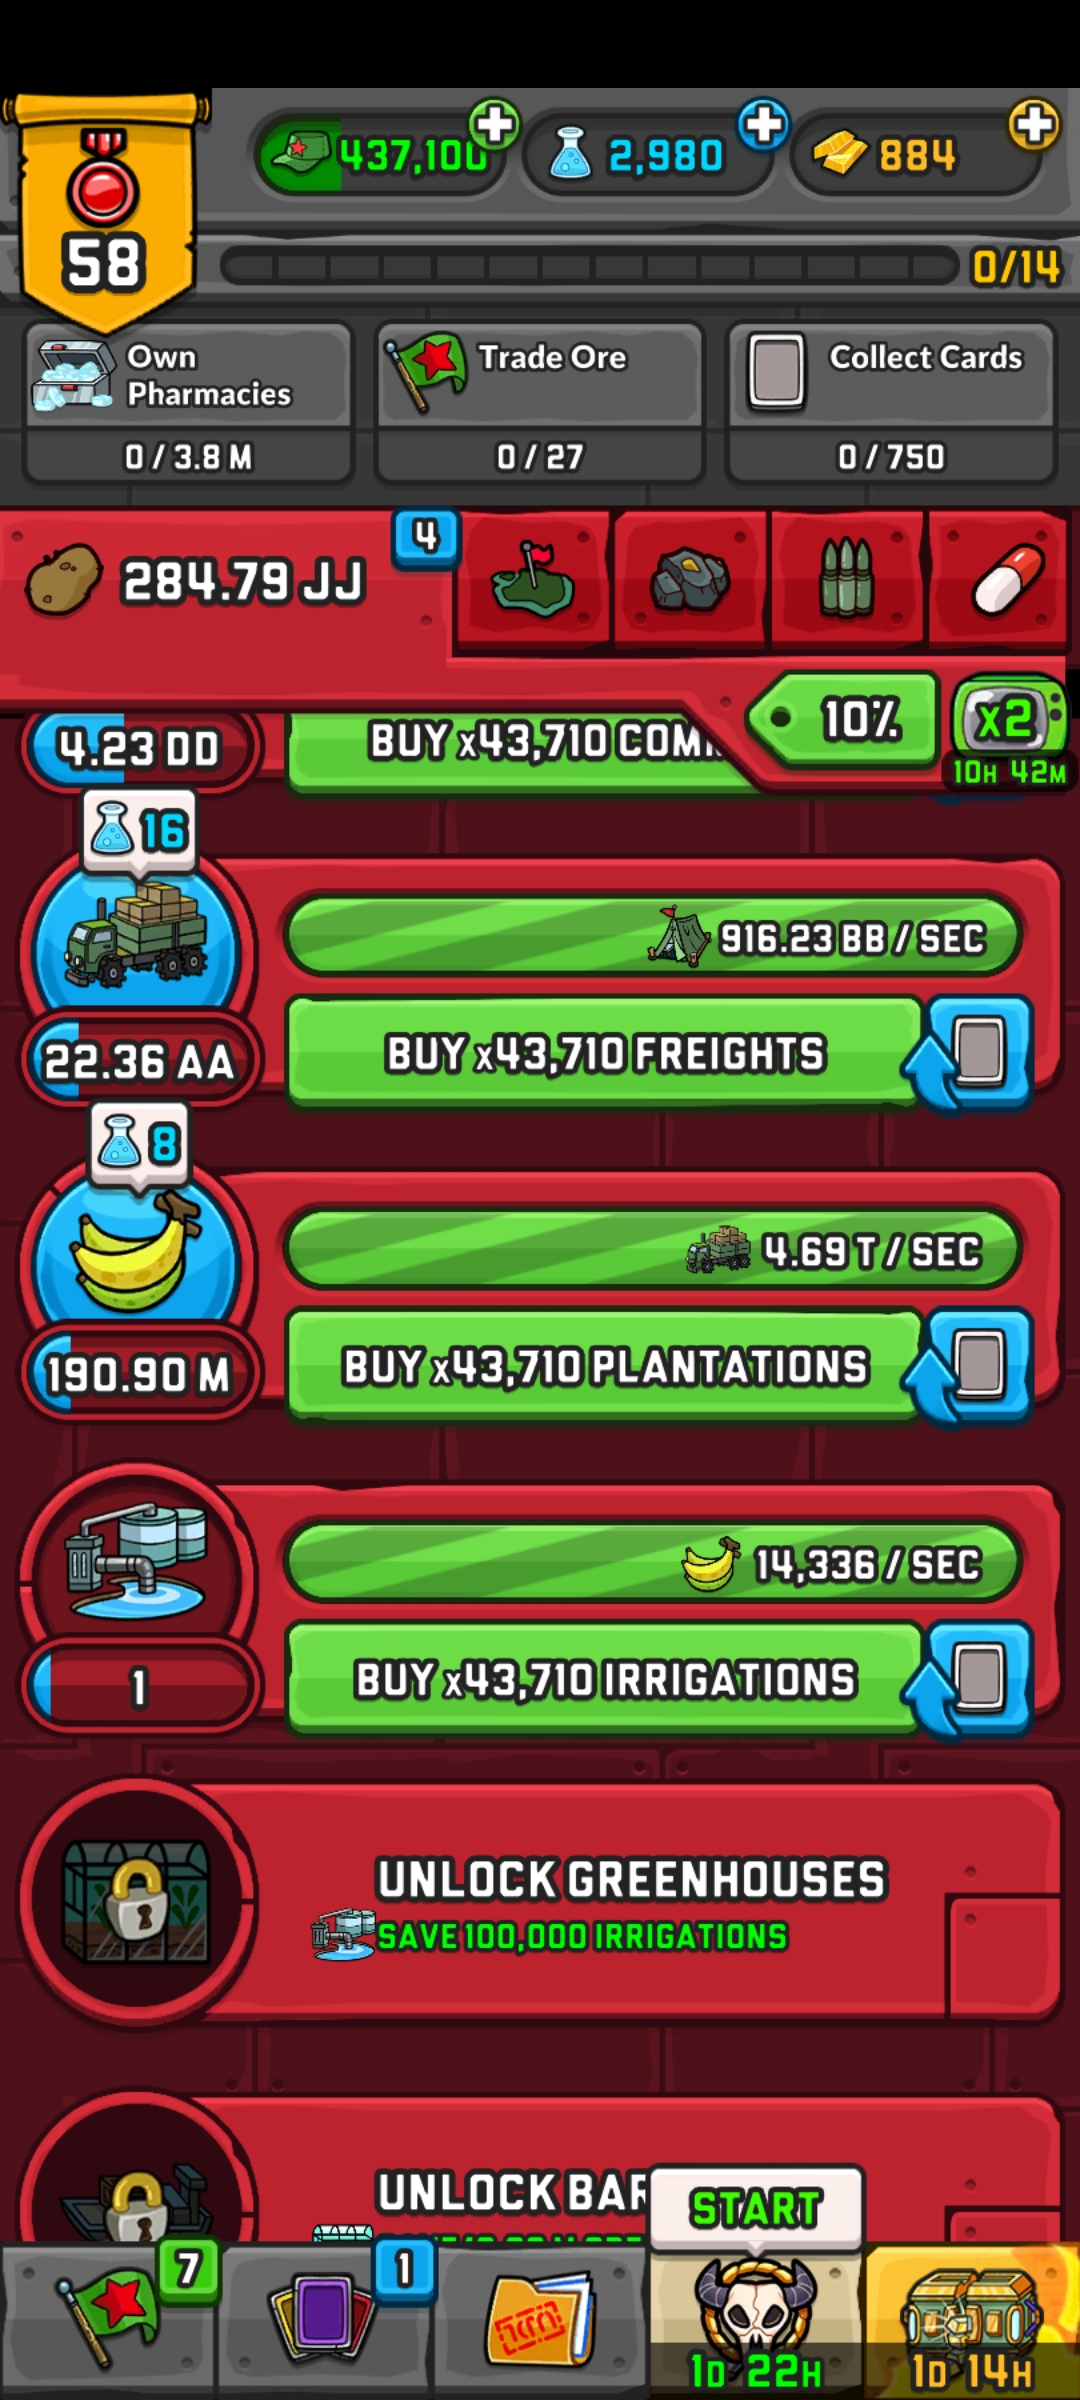 437,100
2,980
884
58
0/14
Own
Pharmacies
0 / 3.8 M
Trade Ore
0 / 27
Collect Cards
0 / 750
284.79 JJ
4
10%
x2
10H 42M
4.23 DD
BUY x43,710
16
916.23 BB / SEC
22.36 AA
BUY x43,710 FREIGHTS
8
4.69 T / SEC
190.90 M
BUY x43,710 PLANTATIONS
14,336 / SEC
1
BUY x43,710 IRRIGATIONS
UNLOCK GREENHOUSES
SAVE 100,000 IRRIGATIONS
UNLOCK
START
7
1
1D 22H
1D 14H